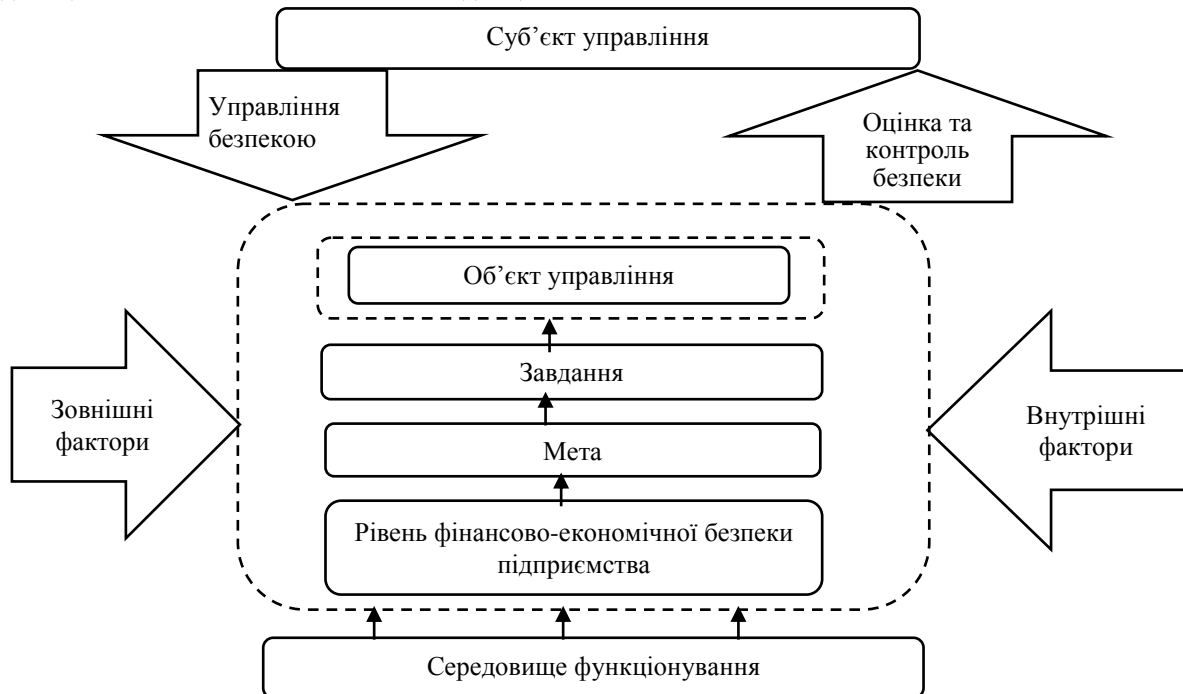 Суб’єкт управління
Управління
безпекою
Оцінка та
контроль
безпеки
Об’єкт управління
Завдання
Зовнішні
фактори
Внутрішні
фактори
Мета
Рівень фінансово-економічної безпеки
підприємства
Середовище функціонування